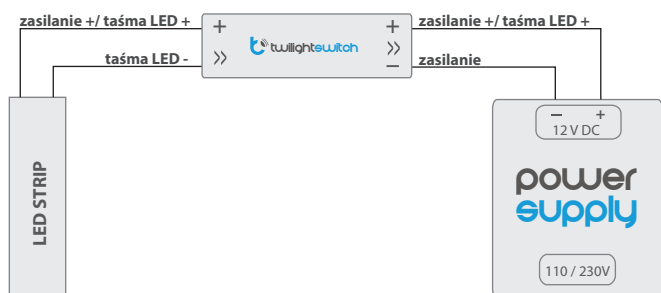 zasilanie +/ taśma LED +
zasilanie +/ taśma LED +
+
+
twilightswitch
»
»
taśma LED -
zasilanie
−
− +
12 V DC
LED STRIP
power
supply
110 / 230V